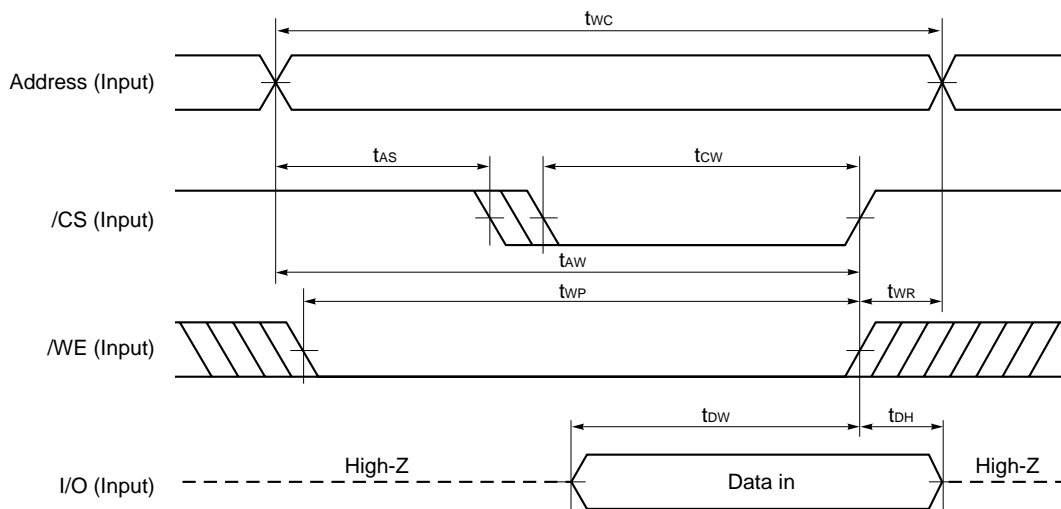 tWC
Address (Input)
tAS
tCW
/CS (Input)
tAW
tWP
tWR
/WE (Input)
tDW
tDH
High-Z
Data in
High-Z
I/O (Input)